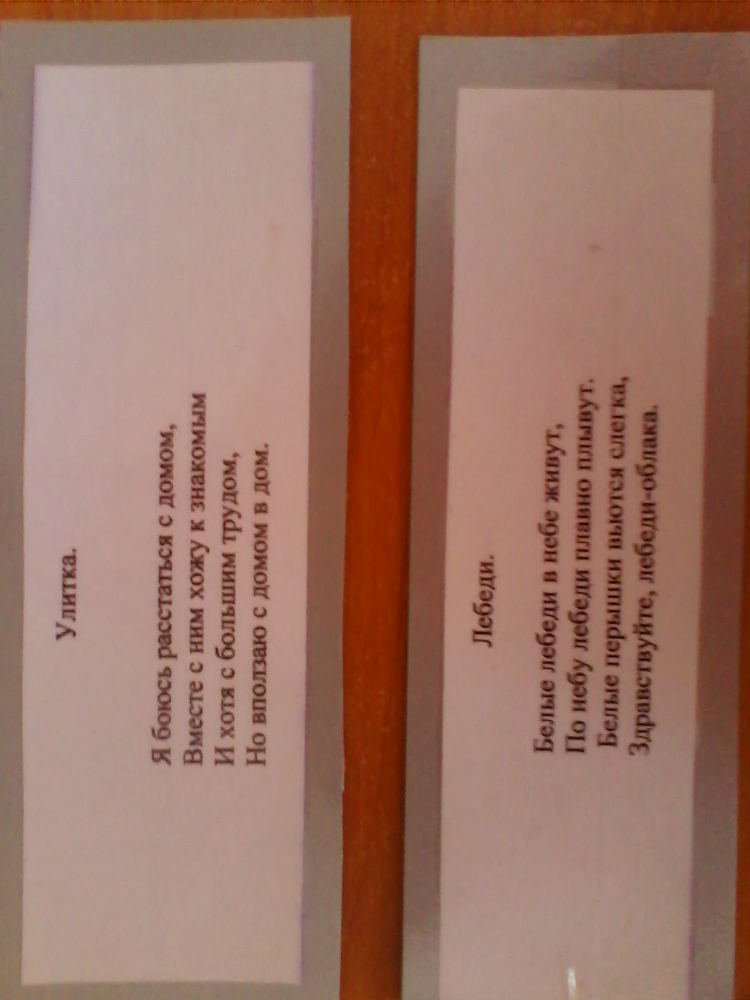 Улитка.
Я боюсь расстаться с домом,
Вместе с ним хожу к знакомым
И хотя с большим трудом,
Но вползаю с домом в дом.
Лебеди.
Белые лебеди в небе живут,
По небу лебеди плавно плывут.
Белые перышки вьются слегка,
Здравствуйте, лебеди-облака.